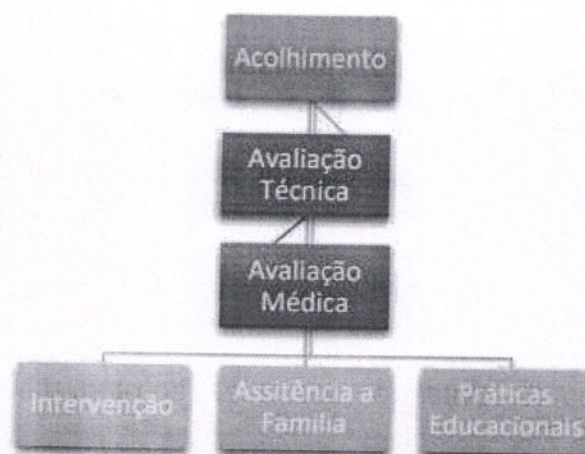 Acolhimento
Avaliação
Técnica
Avaliação
Médica
Intervenção
Assitência a
Família
Práticas
Educacionais